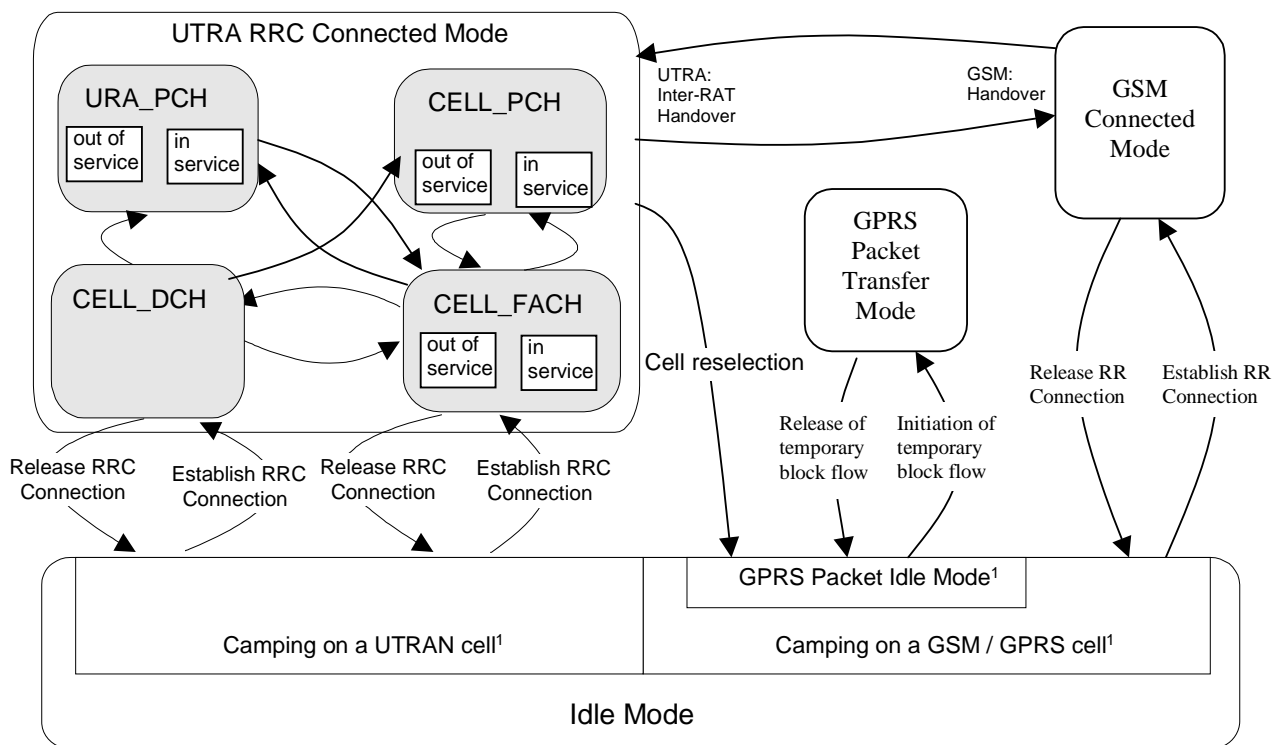 UTRA RRC Connected Mode
URA_PCH
out of
service
in
service
CELL_PCH
out of
service
in
service
CELL_DCH
CELL_FACH
out of
service
in
service
UTRA:
Inter-RAT
Handover
GSM:
Handover
GSM
Connected
Mode
GPRS
Packet
Transfer
Mode
Cell reselection
Release RR
Connection
Establish RR
Connection
Release of
temporary
block flow
Initiation of
temporary
block flow
Release RRC
Connection
Establish RRC
Connection
Release RRC
Connection
Establish RRC
Connection
GPRS Packet Idle Mode¹
Camping on a UTRAN cell¹
Camping on a GSM / GPRS cell¹
Idle Mode